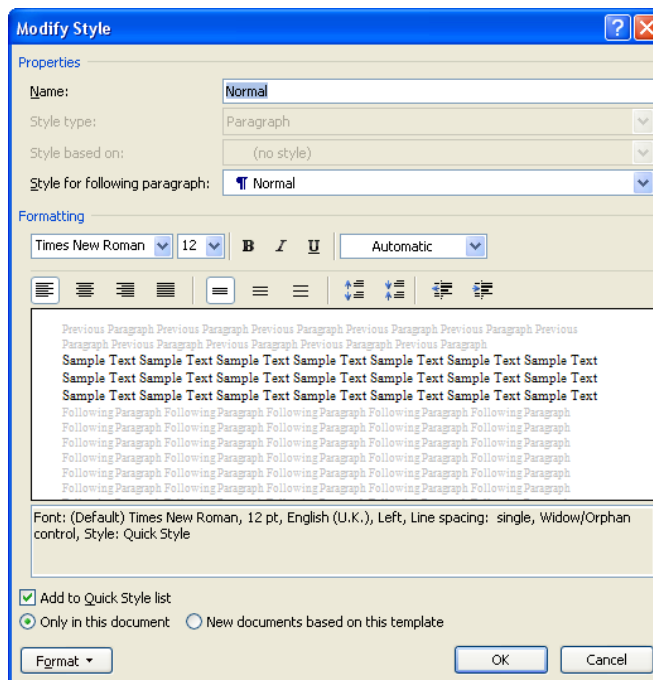 Modify Style
Properties
Name: Normal
Style type: Paragraph
Style based on: (no style)
Style for following paragraph: ¶ Normal
Formatting
Times New Roman 12 B I U Automatic
Previous Paragraph Previous Paragraph Previous Paragraph Previous Paragraph Previous Paragraph Previous
Paragraph Previous Paragraph Previous Paragraph Previous Paragraph Previous Paragraph
Sample Text Sample Text Sample Text Sample Text Sample Text Sample Text Sample Text
Sample Text Sample Text Sample Text Sample Text Sample Text Sample Text Sample Text
Sample Text Sample Text Sample Text Sample Text Sample Text Sample Text Sample Text
Following Paragraph Following Paragraph Following Paragraph Following Paragraph Following Paragraph
Following Paragraph Following Paragraph Following Paragraph Following Paragraph Following Paragraph
Following Paragraph Following Paragraph Following Paragraph Following Paragraph Following Paragraph
Following Paragraph Following Paragraph Following Paragraph Following Paragraph Following Paragraph
Following Paragraph Following Paragraph Following Paragraph Following Paragraph Following Paragraph
Following Paragraph Following Paragraph Following Paragraph Following Paragraph Following Paragraph
Font: (Default) Times New Roman, 12 pt, English (U.K.), Left, Line spacing: single, Widow/Orphan
control, Style: Quick Style
Add to Quick Style list
Only in this document New documents based on this template
Format OK Cancel